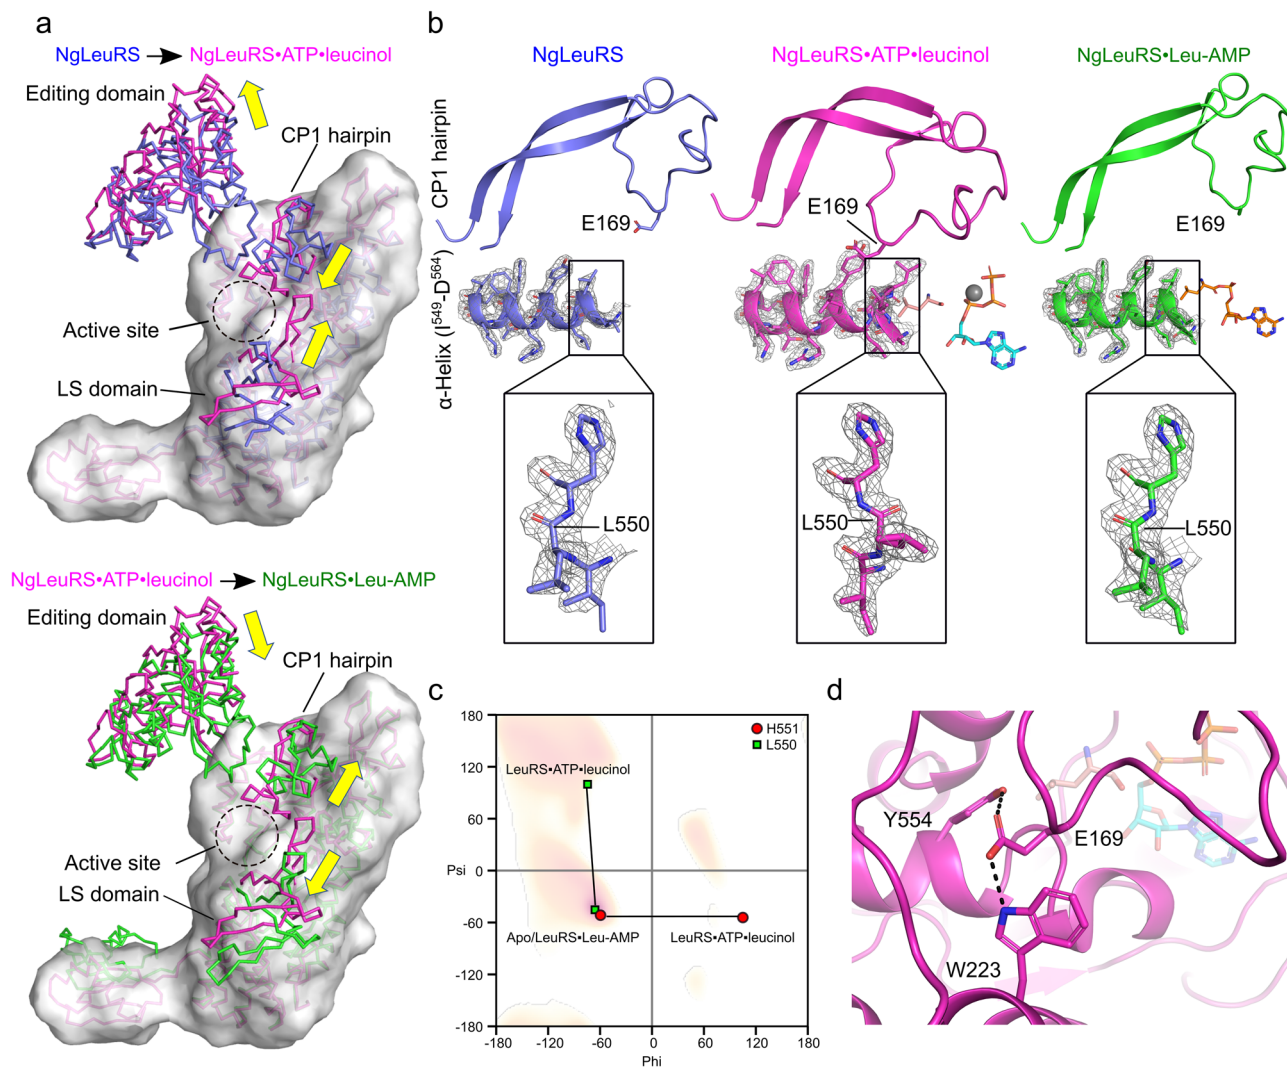 a
NgLeuRS → NgLeuRS•ATP•leucinol
Editing domain
CP1 hairpin
Active site
LS domain
NgLeuRS•ATP•leucinol → NgLeuRS•Leu-AMP
Editing domain
CP1 hairpin
Active site
LS domain
b
NgLeuRS
NgLeuRS•ATP•leucinol
NgLeuRS•Leu-AMP
CP1 hairpin
E169
E169
E169
α-Helix (I549-D564)
L550
L550
L550
c
180
120
60
Psi 0
-60
-120
-180
-180 -120 -60 0 60 120 180
Phi
H551
L550
LeuRS•ATP•leucinol
Apo/LeuRS•Leu-AMP
LeuRS•ATP•leucinol
d
Y554
E169
W223